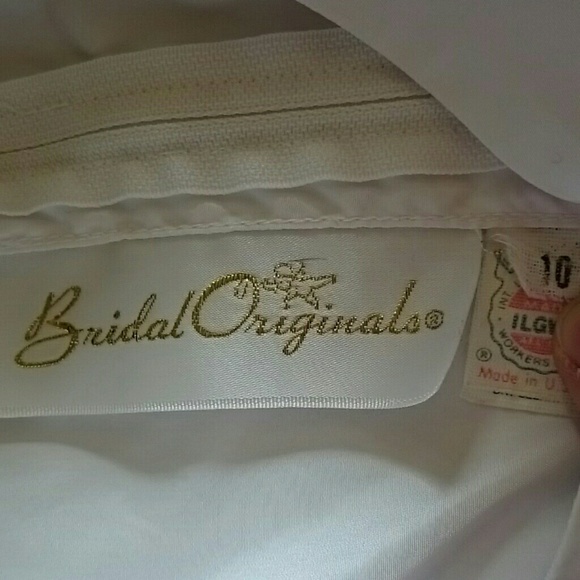 Bridal Originals®
10
ILGW
WORKERS
®
Made in U.